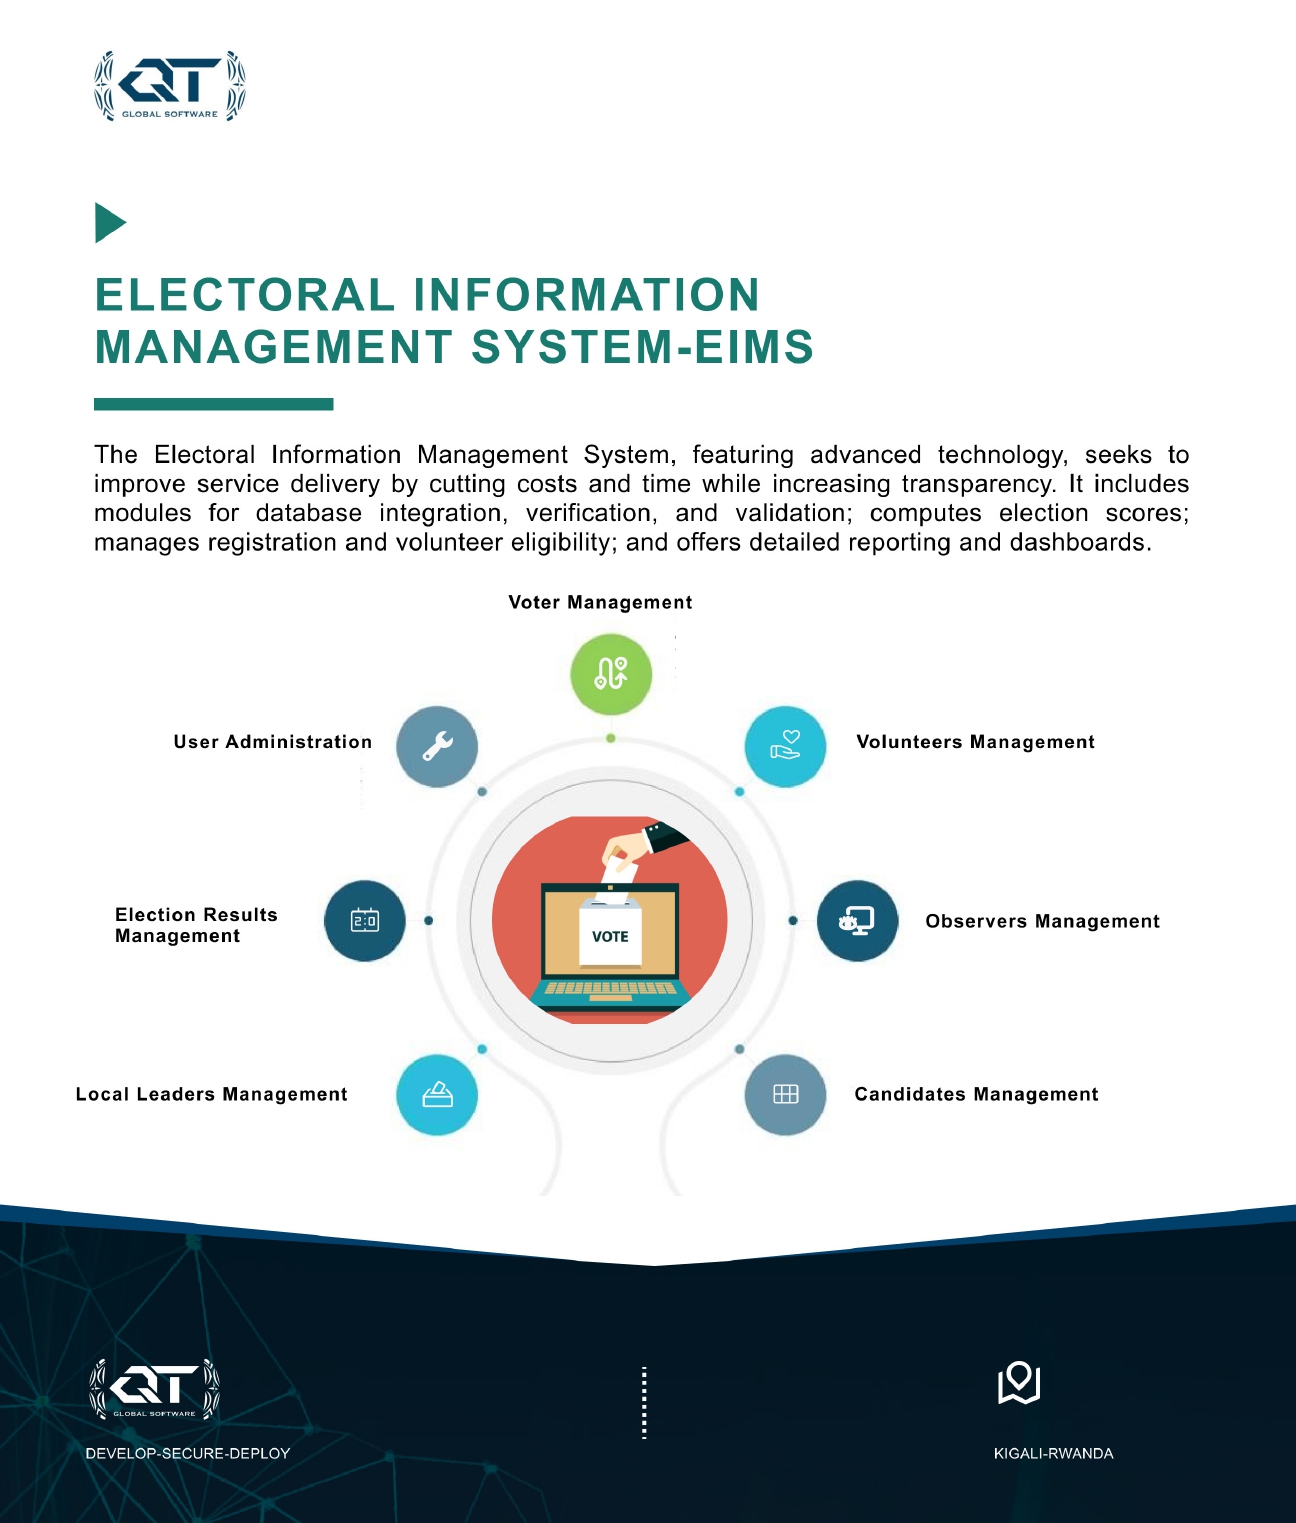 QT
GLOBAL SOFTWARE
ELECTORAL INFORMATION
MANAGEMENT SYSTEM-EIMS
The Electoral Information Management System, featuring advanced technology, seeks to
improve service delivery by cutting costs and time while increasing transparency. It includes
modules for database integration, verification, and validation; computes election scores;
manages registration and volunteer eligibility; and offers detailed reporting and dashboards.
Voter Management
User Administration
Volunteers Management
Election Results
Management
2:0
VOTE
Observers Management
Local Leaders Management
Candidates Management
QT
GLOBAL SOFTWARE
DEVELOP-SECURE-DEPLOY
KIGALI-RWANDA